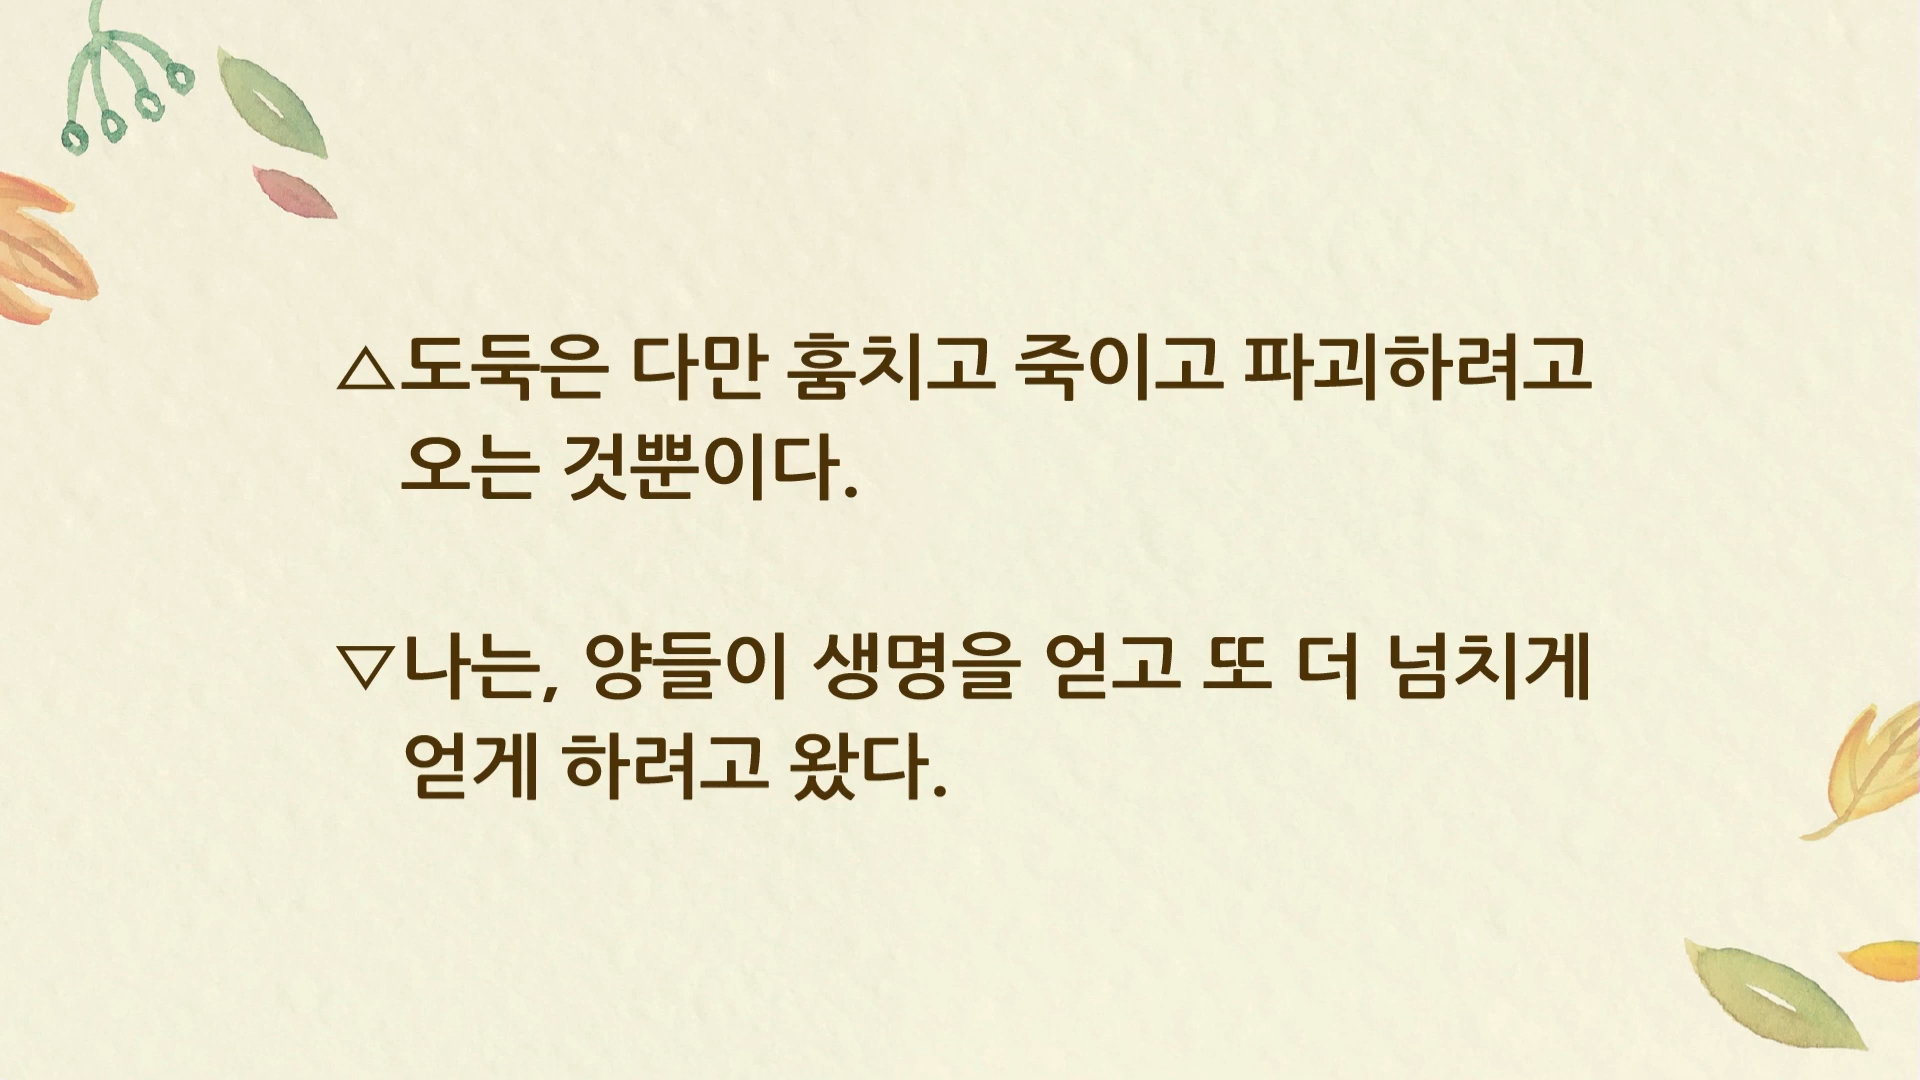 △도둑은 다만 훔치고 죽이고 파괴하려고
오는 것뿐이다.
▽나는, 양들이 생명을 얻고 또 더 넘치게
얻게 하려고 왔다.